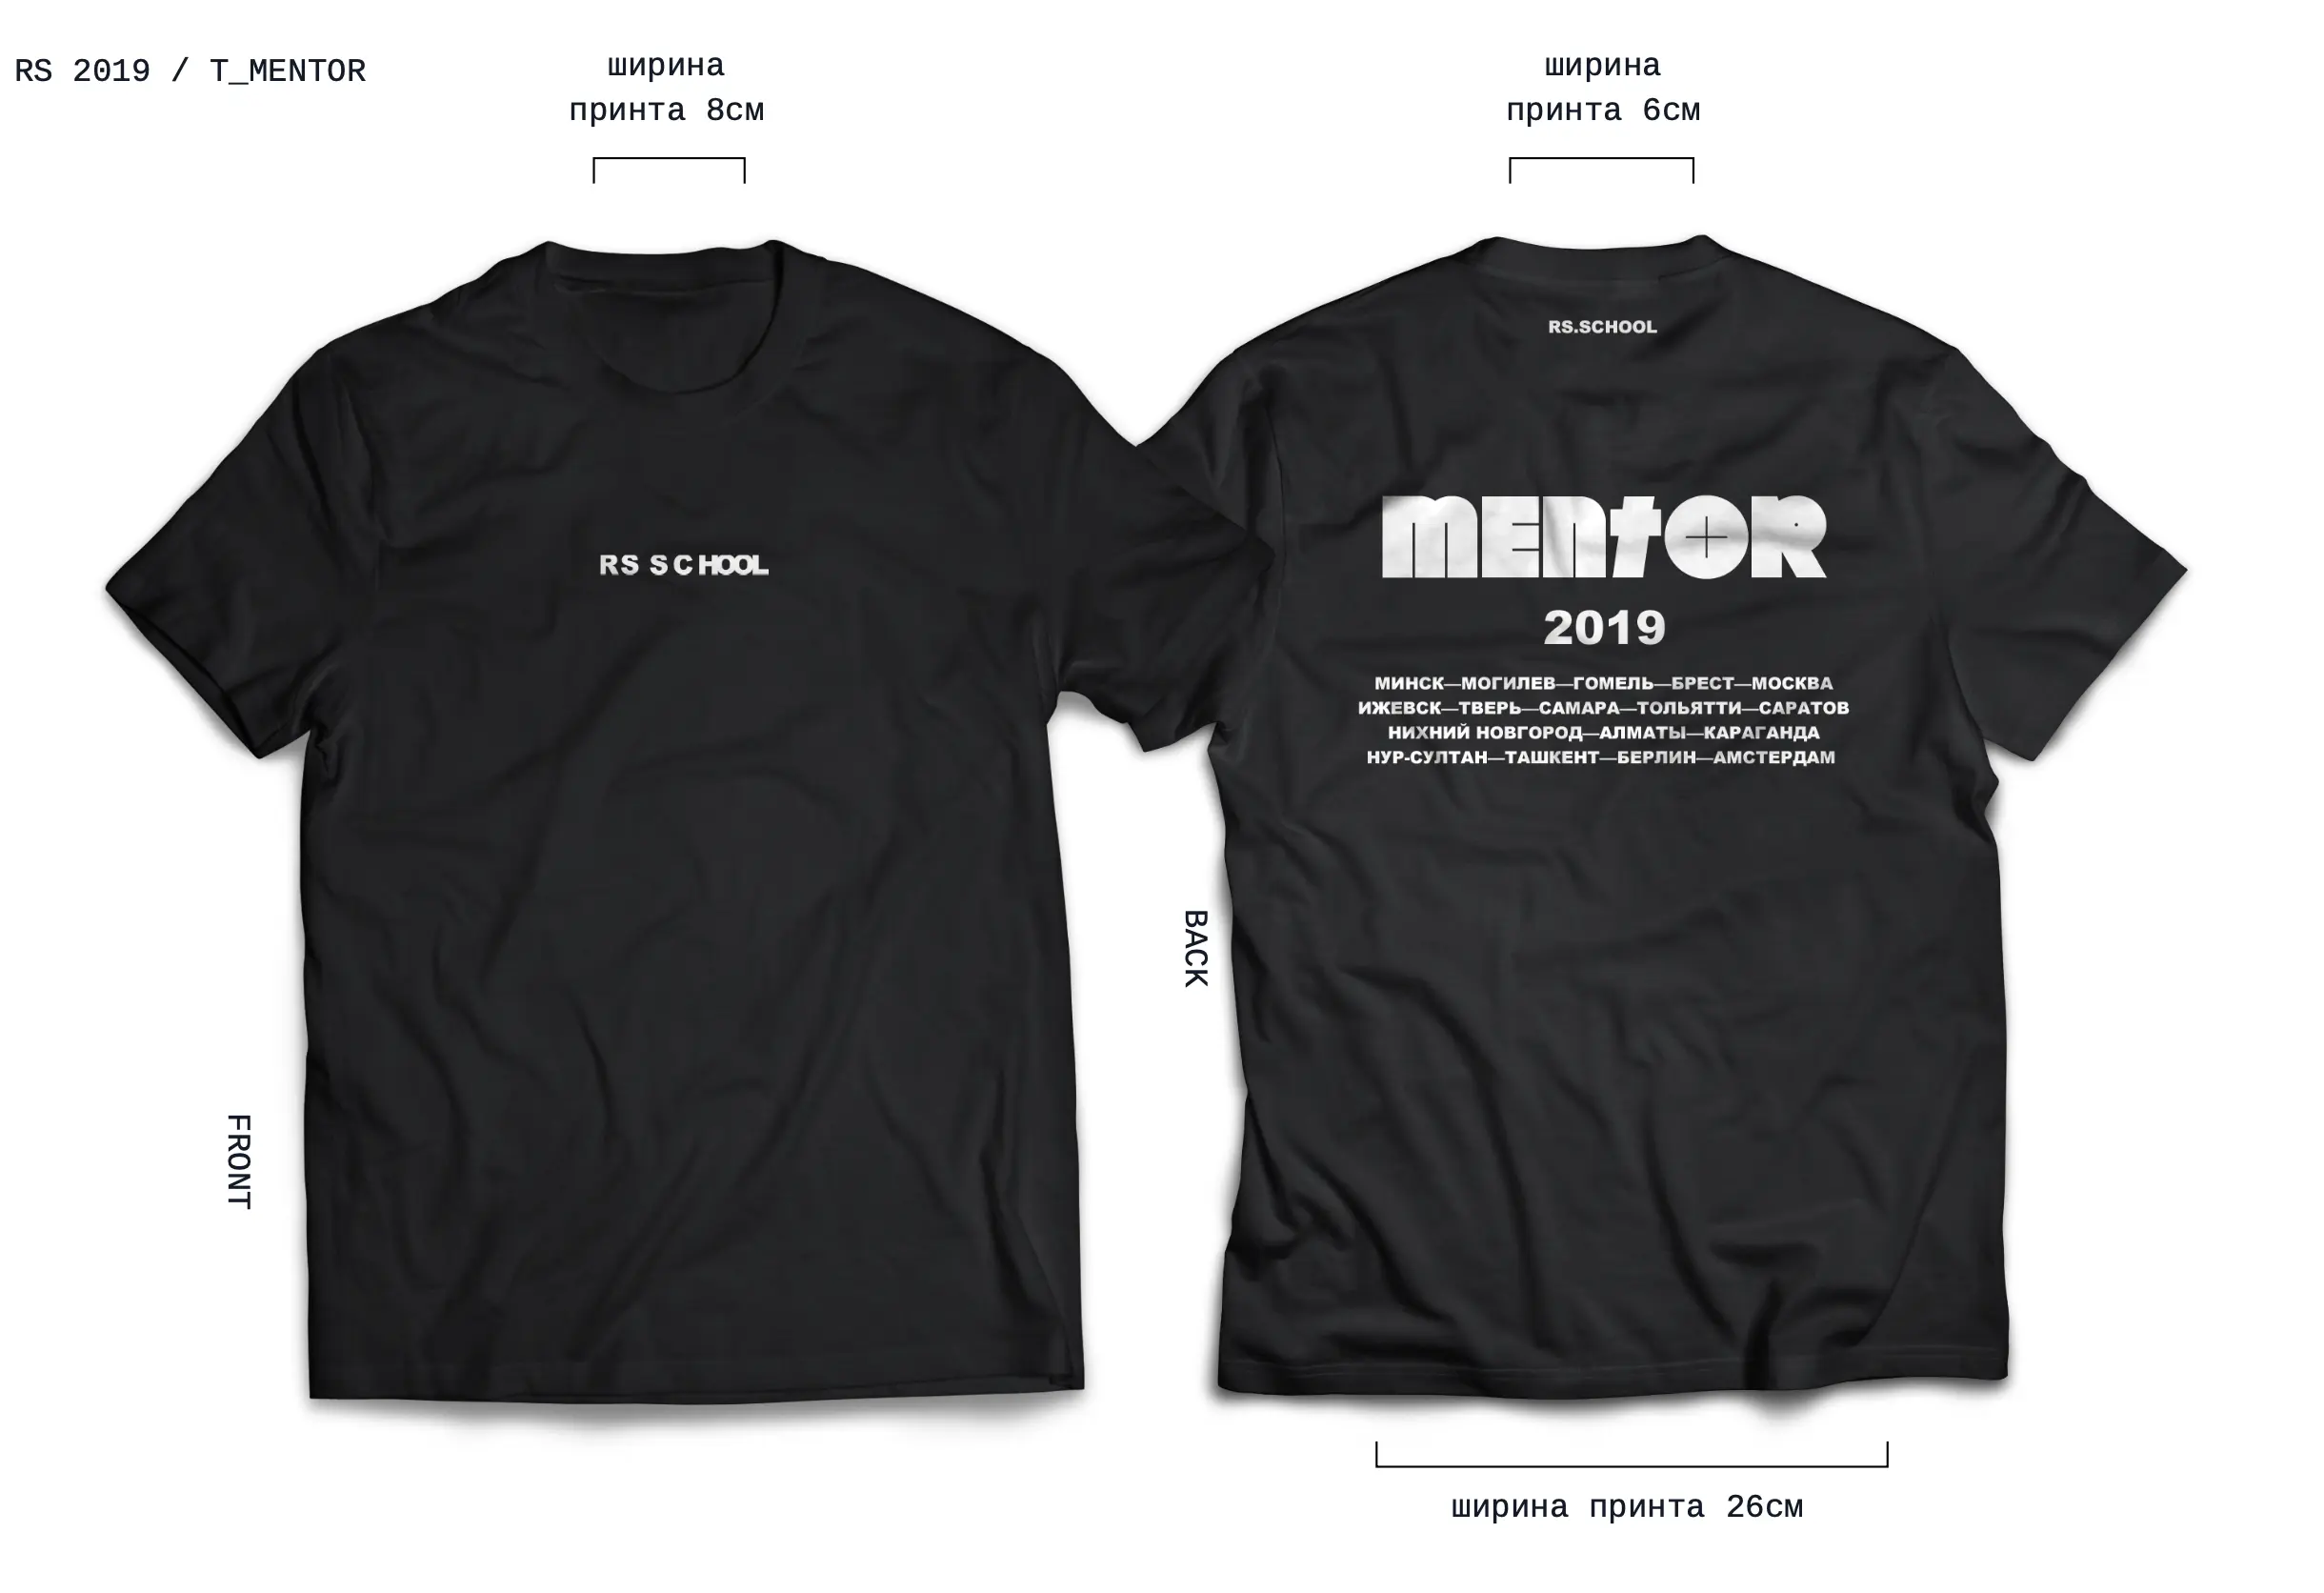 RS 2019 / T_MENTOR
ширина
принта 8см
ширина
принта 6см
RS SCHOOL
FRONT
RS.SCHOOL
MENTOR
2019
МИНСК—МОГИЛЕВ—ГОМЕЛЬ—БРЕСТ—МОСКВА
ИЖЕВСК—ТВЕРЬ—САМАРА—ТОЛЬЯТТИ—САРАТОВ
НИХНИЙ НОВГОРОД—АЛМАТЫ—КАРАГАНДА
НУР-СУЛТАН—ТАШКЕНТ—БЕРЛИН—АМСТЕРДАМ
BACK
ширина принта 26см